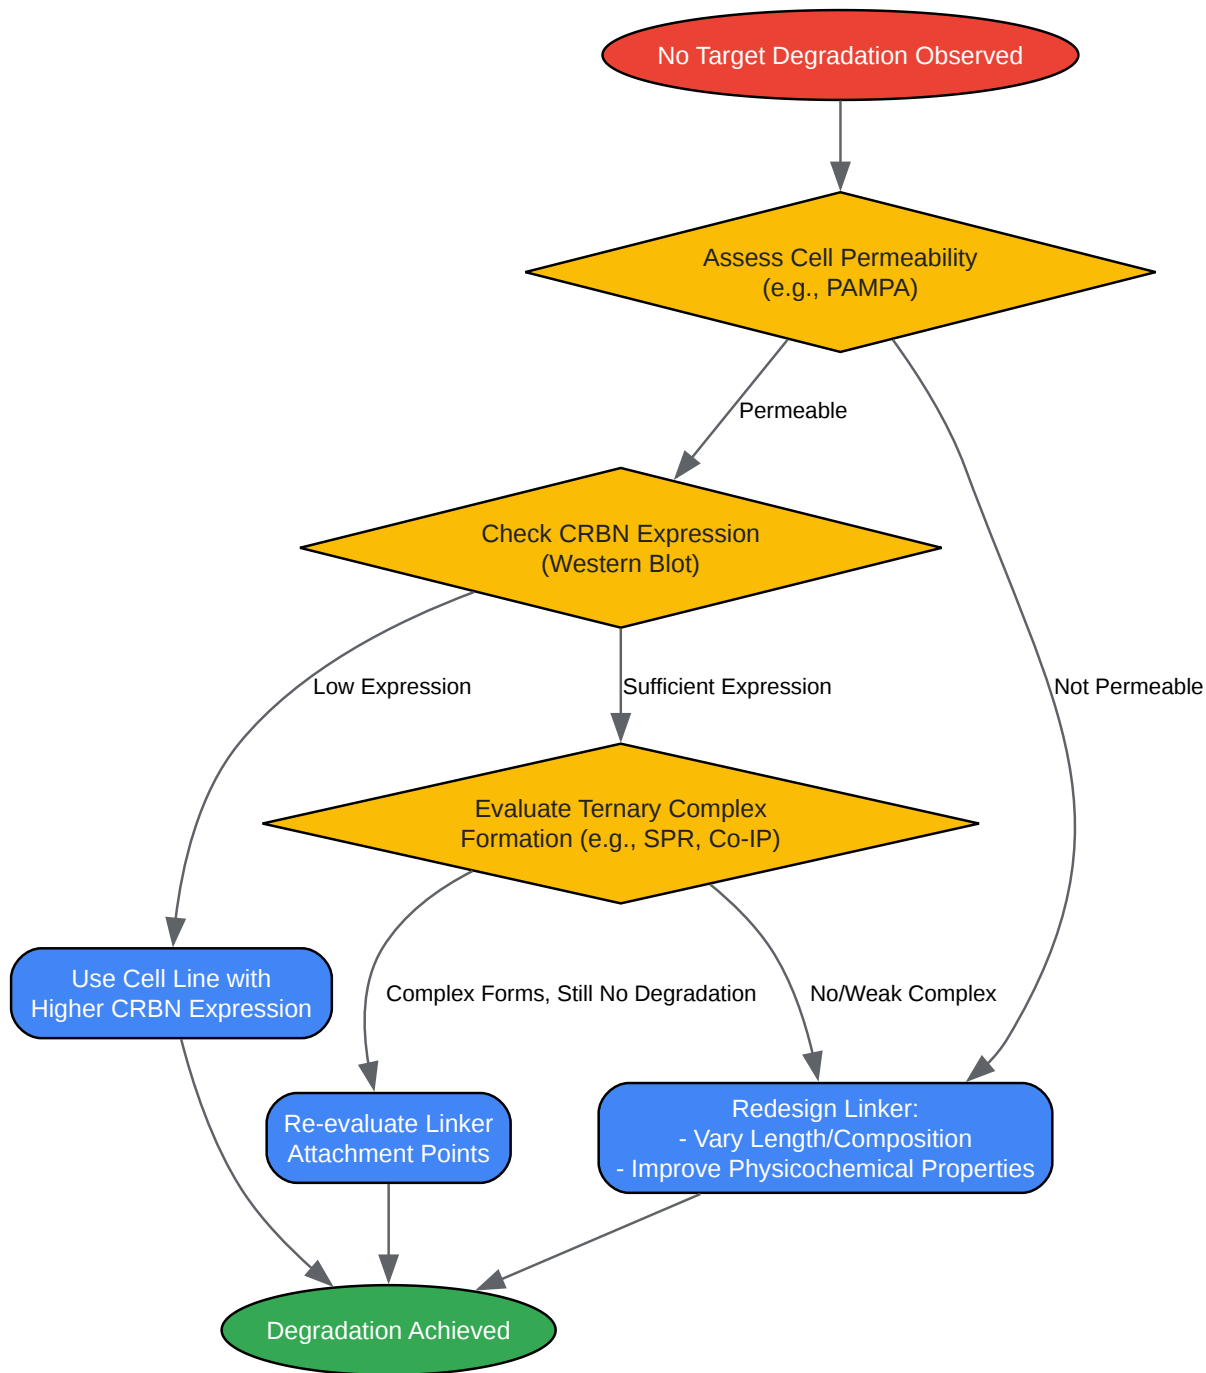 No Target Degradation Observed
Assess Cell Permeability
(e.g., PAMPA)
Permeable
Check CRBN Expression
(Western Blot)
Low Expression
Sufficient Expression
Not Permeable
Evaluate Ternary Complex
Formation (e.g., SPR, Co-IP)
Use Cell Line with
Higher CRBN Expression
Complex Forms, Still No Degradation
No/Weak Complex
Re-evaluate Linker
Attachment Points
Redesign Linker:
- Vary Length/Composition
- Improve Physicochemical Properties
Degradation Achieved